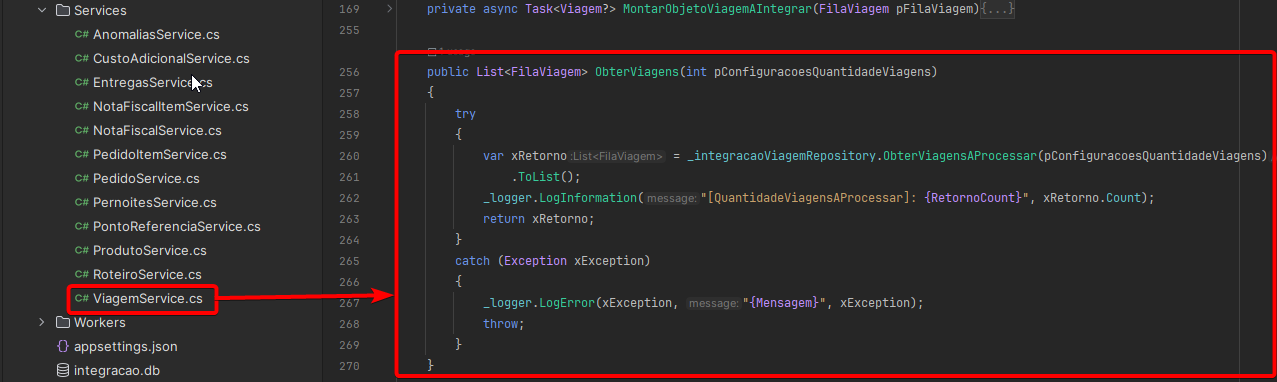 Services
AnomaliasService.cs
CustoAdicionalService.cs
EntregasService.cs
NotaFiscalItemService.cs
NotaFiscalService.cs
PedidoItemService.cs
PedidoService.cs
PernoitesService.cs
PontoReferenciaService.cs
ProdutoService.cs
RoteiroService.cs
ViagemService.cs
Workers
appsettings.json
integracao.db
169 private async Task<Viagem?> MontarObjetoViagemAIntegrar(FilaViagem pFilaViagem){...}
255
256 public List<FilaViagem> ObterViagens(int pConfiguracoesQuantidadeViagens)
257 {
258 try
259 {
260 var xRetorno :List<FilaViagem> = _integracaoViagemRepository.ObterViagensAProcessar(pConfiguracoesQuantidadeViagens)
261 .ToList();
262 _logger.LogInformation( message: "[QuantidadeViagensAProcessar]: {RetornoCount}", xRetorno.Count);
263 return xRetorno;
264 }
265 catch (Exception xException)
266 {
267 _logger.LogError(xException, message: "{Mensagem}", xException);
268 throw;
269 }
270 }